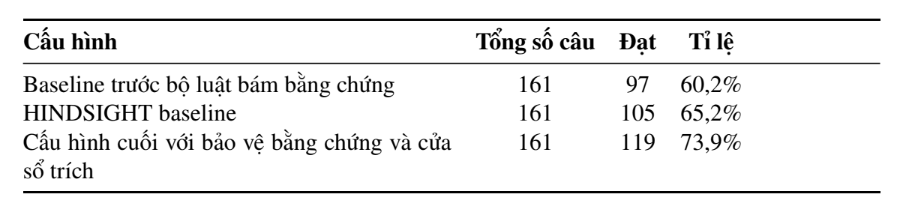 Cấu hình Tổng số câu Đạt Tỉ lệ
Baseline trước bộ luật bám bằng chứng 161 97 60,2%
HINDSIGHT baseline 161 105 65,2%
Cấu hình cuối với bảo vệ bằng chứng và cửa 161 119 73,9%
sổ trích